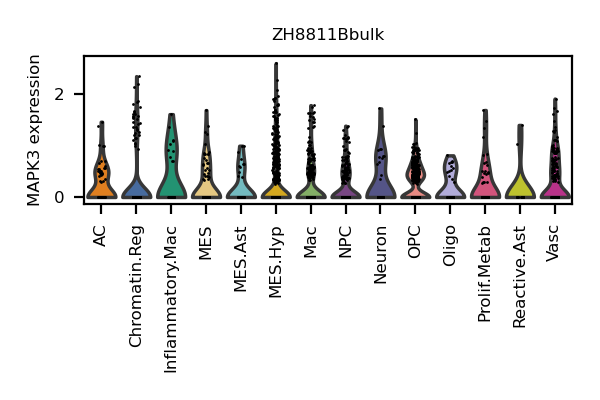 ZH8811Bbulk
MAPK3 expression
2
0
AC
Chromatin.Reg
Inflammatory.Mac
MES
MES.Ast
MES.Hyp
Mac
NPC
Neuron
OPC
Oligo
Prolif.Metab
Reactive.Ast
Vasc